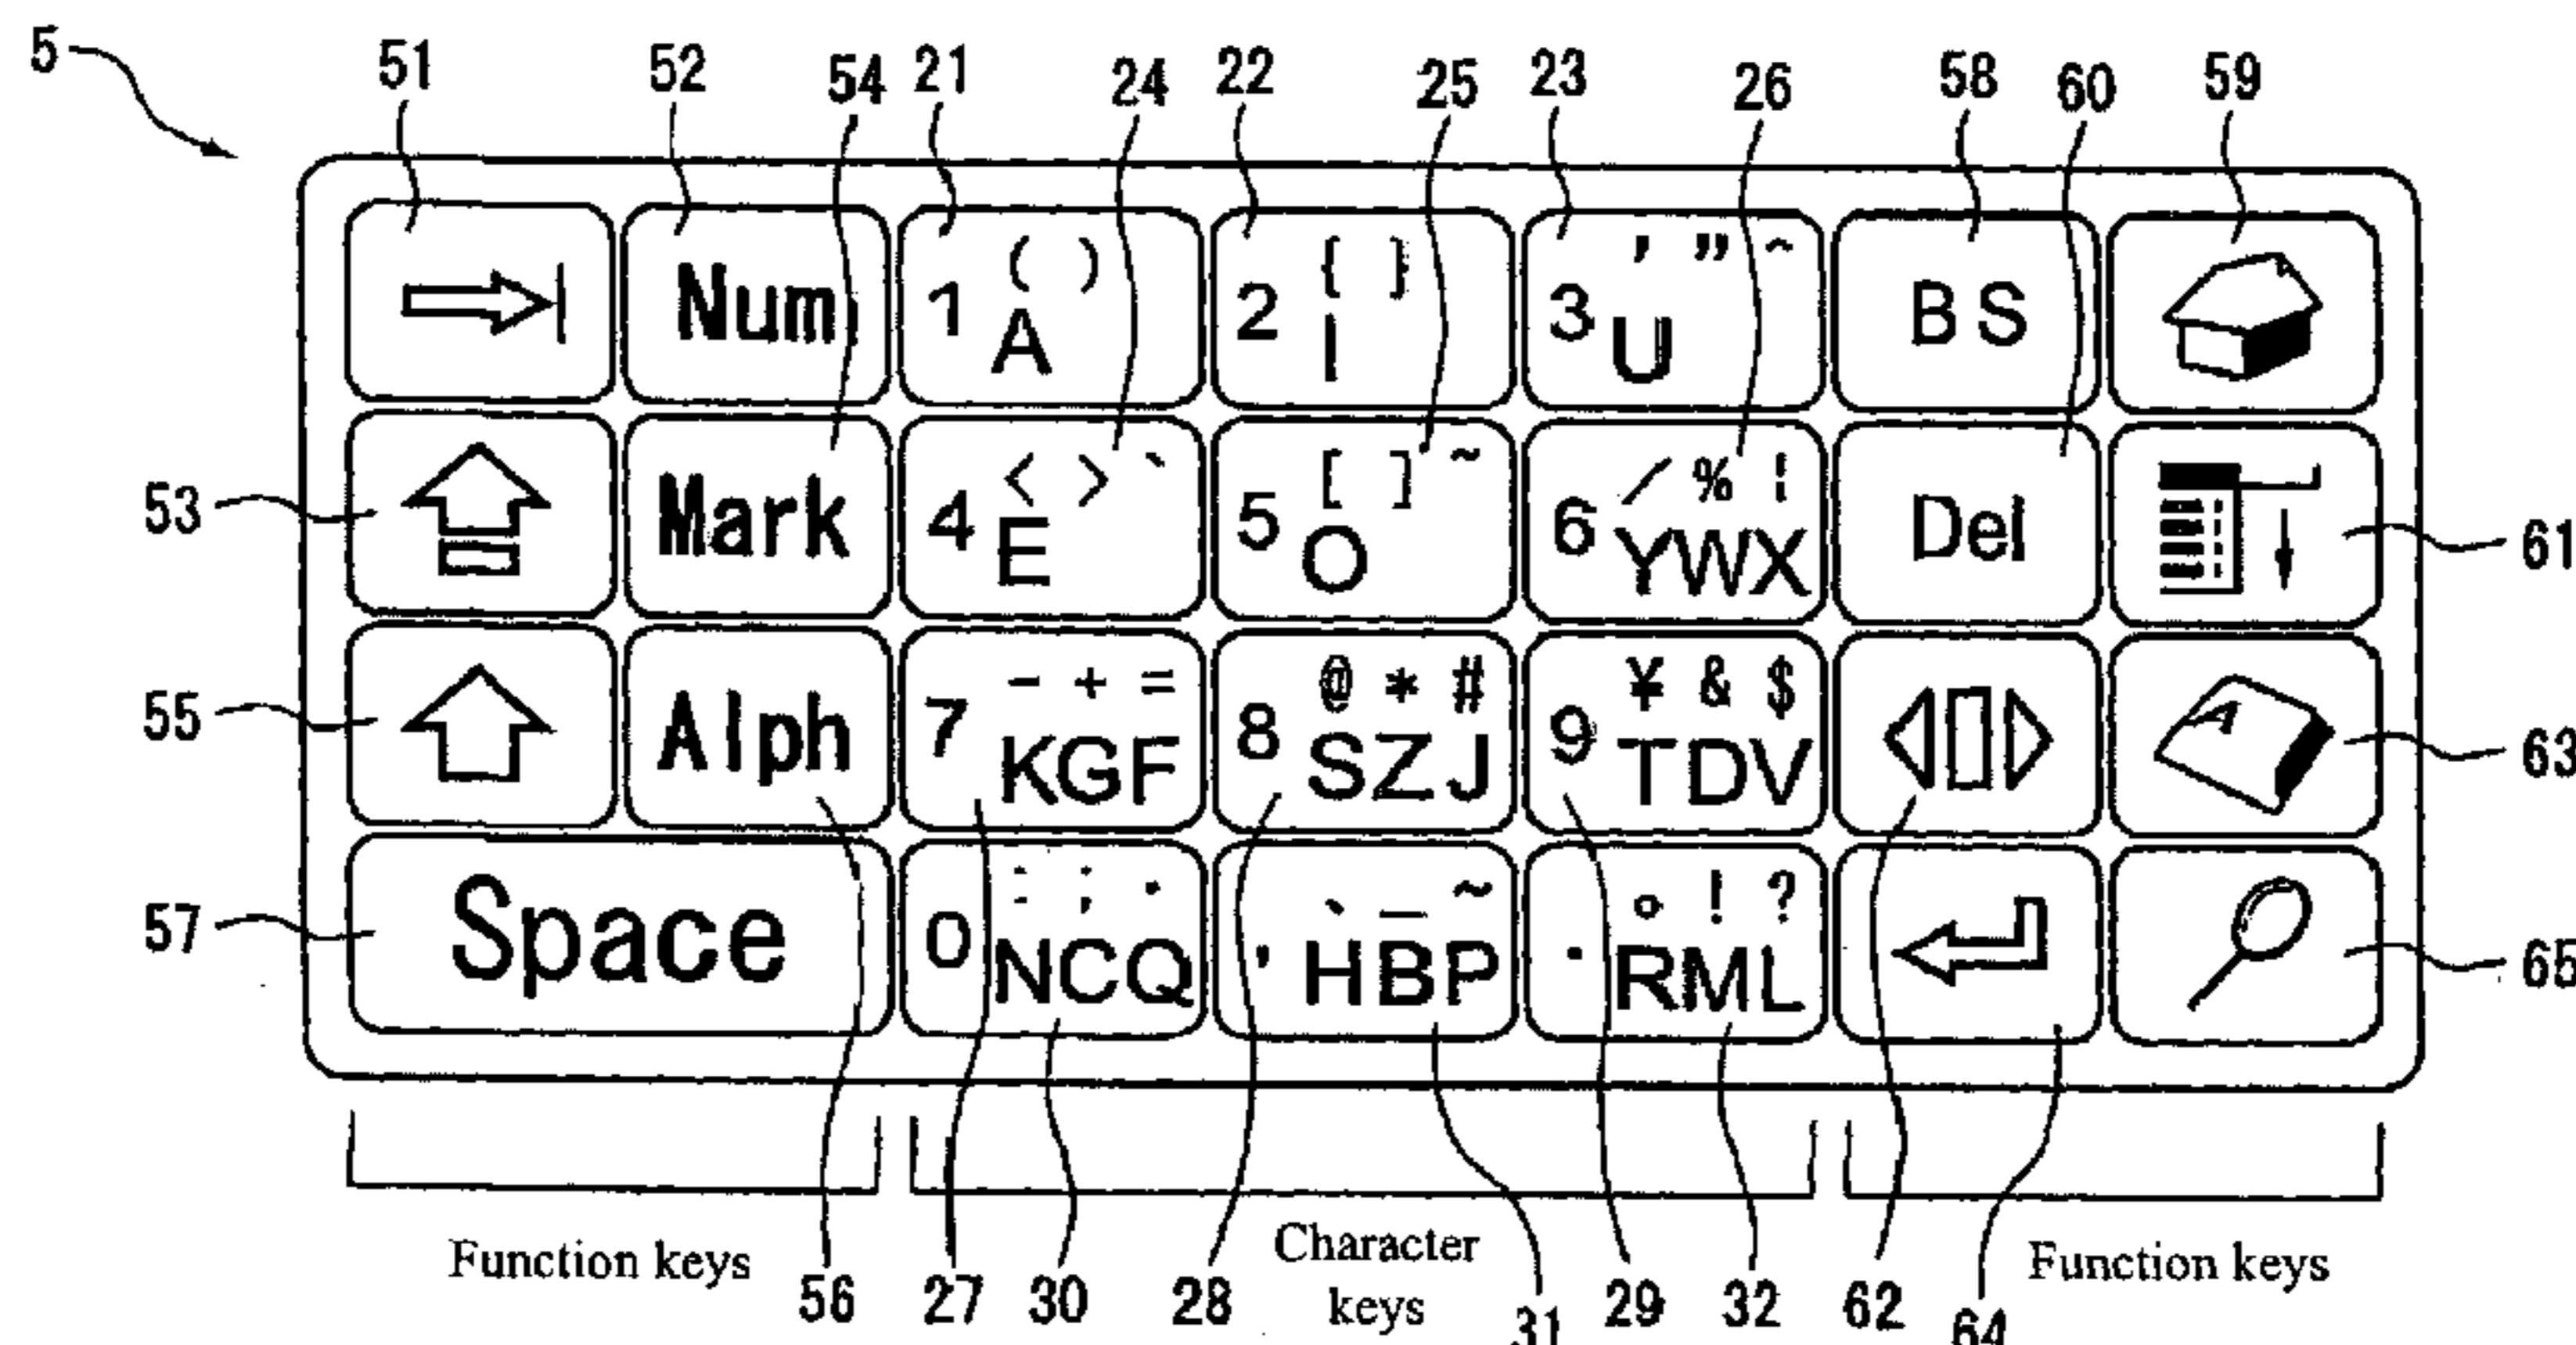 5 51 52 54 21 24 22 25 23 26 58 60 59
( ) { } ’ ” ^
Num 1 A 2 I 3 U BS
< > ` [ ] ~ / % !
53 Mark 4 E 5 O 6 YWX Del 61
- + = @ * # ¥ & $
55 Alph 7 KGF 8 SZJ 9 TDV 63
: ; · 、 _ ~ ° ! ?
57 Space 0 NCQ , HBP . RML 65
Function keys Character keys Function keys
56 27 30 28 31 29 32 62 64